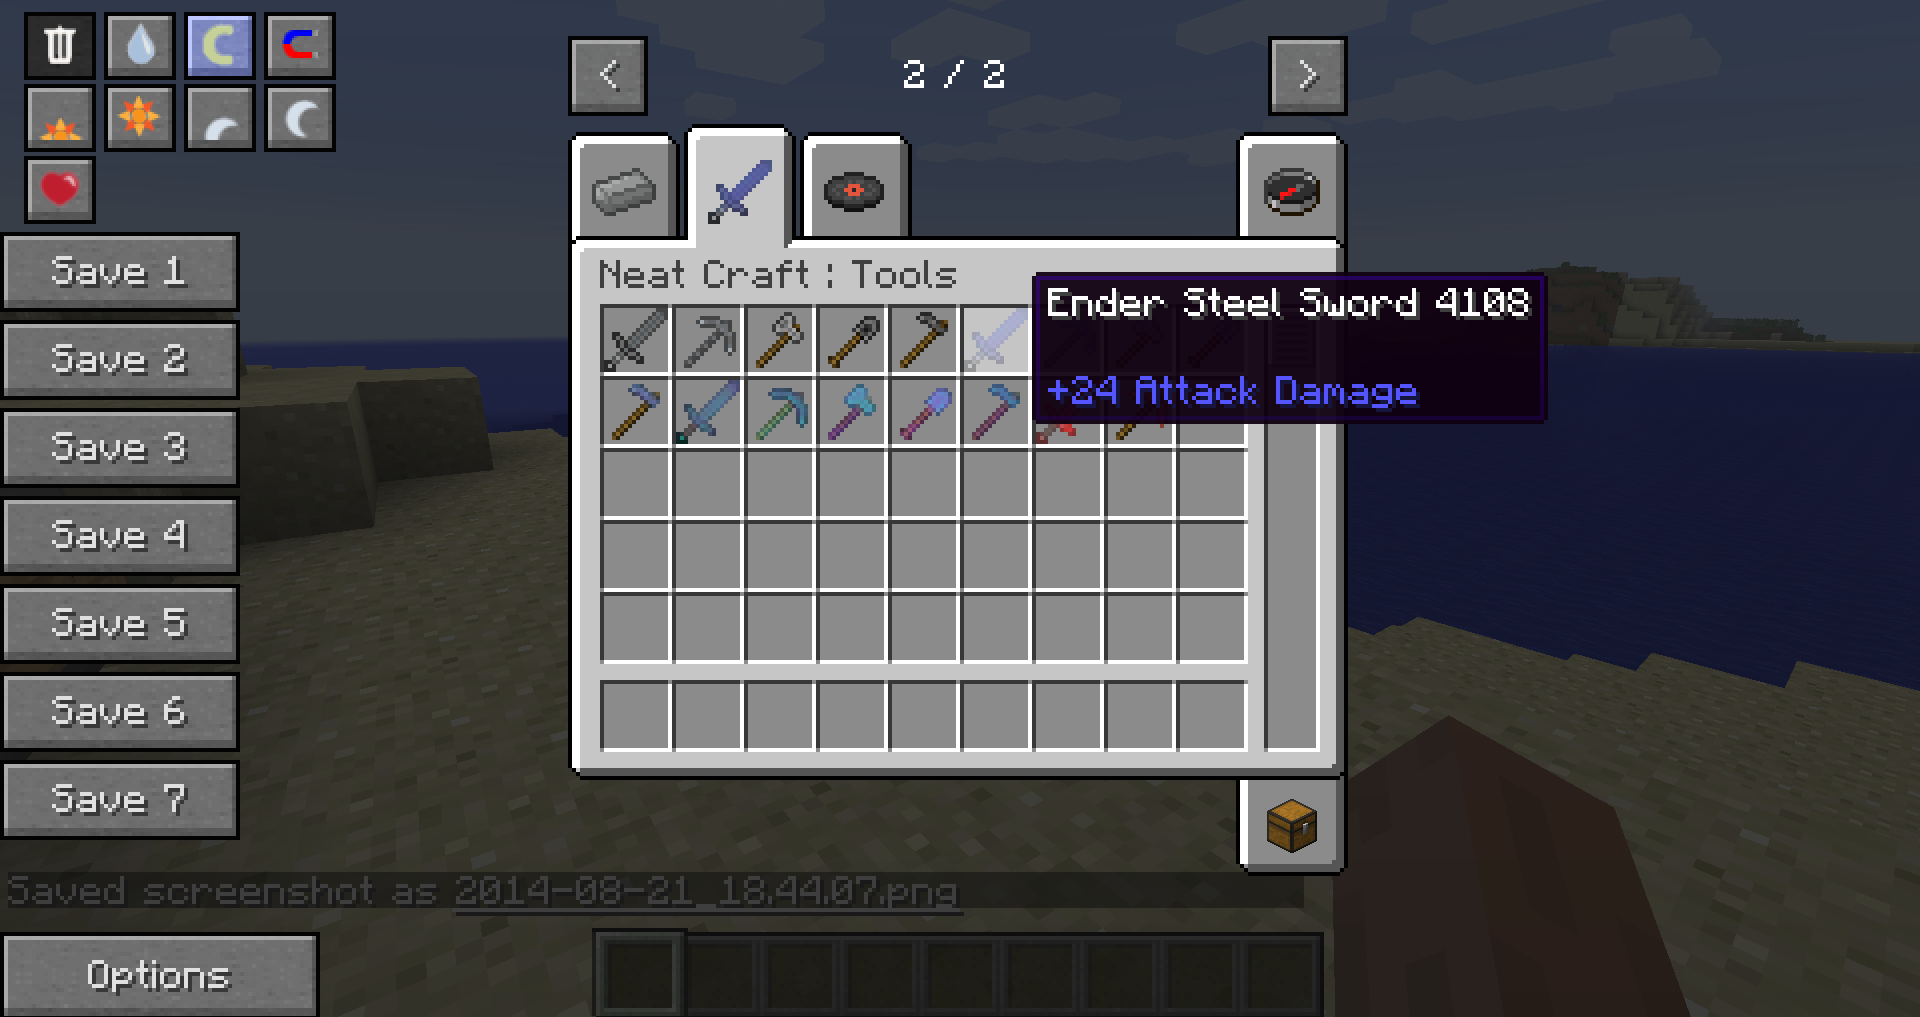 2 / 2
Neat Craft : Tools
Ender Steel Sword 4108
+24 Attack Damage
Save 1
Save 2
Save 3
Save 4
Save 5
Save 6
Save 7
Saved screenshot as 2014-08-21_18.44.07.png
Options